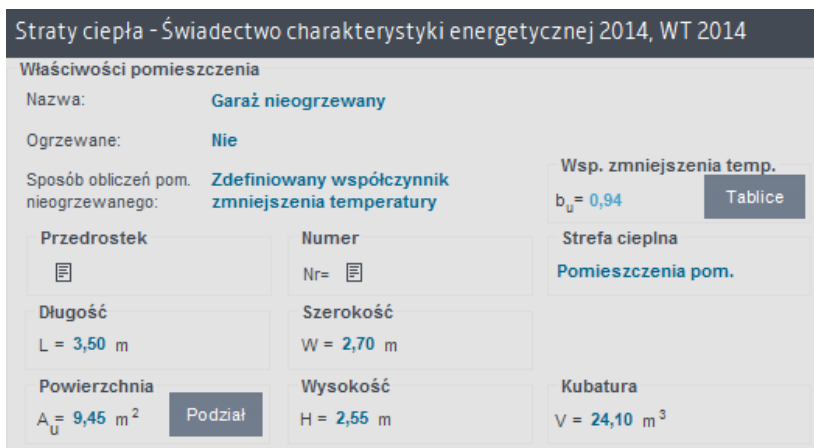 Straty ciepła - Świadectwo charakterystyki energetycznej 2014, WT 2014
Właściwości pomieszczenia
Nazwa: Garaż nieogrzewany
Ogrzewane: Nie
Sposób obliczeń pom. nieogrzewanego: Zdefiniowany współczynnik zmniejszenia temperatury
Wsp. zmniejszenia temp.
bu= 0,94 Tablice
Przedrostek
Numer
Nr=
Strefa cieplna
Pomieszczenia pom.
Długość
L = 3,50 m
Szerokość
W = 2,70 m
Powierzchnia
Au= 9,45 m² Podział
Wysokość
H = 2,55 m
Kubatura
V = 24,10 m³